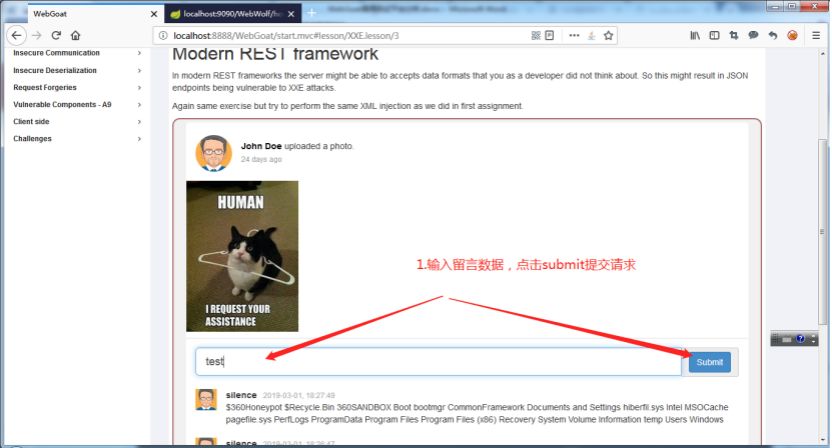 WebGoat
localhost:9090/WebWolf/ho
localhost:8888/WebGoat/start.mvc#lesson/XXE.lesson/3
Insecure Communication
Insecure Deserialization
Request Forgeries
Vulnerable Components - A9
Client side
Challenges
Modern REST framework
In modern REST frameworks the server might be able to accepts data formats that you as a developer did not think about. So this might result in JSON
endpoints being vulnerable to XXE attacks.
Again same exercise but try to perform the same XML injection as we did in first assignment.
John Doe uploaded a photo.
24 days ago
HUMAN
I REQUEST YOUR
ASSISTANCE
1.输入留言数据，点击submit提交请求
test
Submit
silence 2019-03-01, 18:27:49
$360Honeypot $Recycle.Bin 360SANDBOX Boot bootmgr CommonFramework Documents and Settings hiberfil.sys Intel MSOCache
pagefile.sys PerfLogs ProgramData Program Files Program Files (x86) Recovery System Volume Information temp Users Windows
silence 2019-03-01, 18:26:47